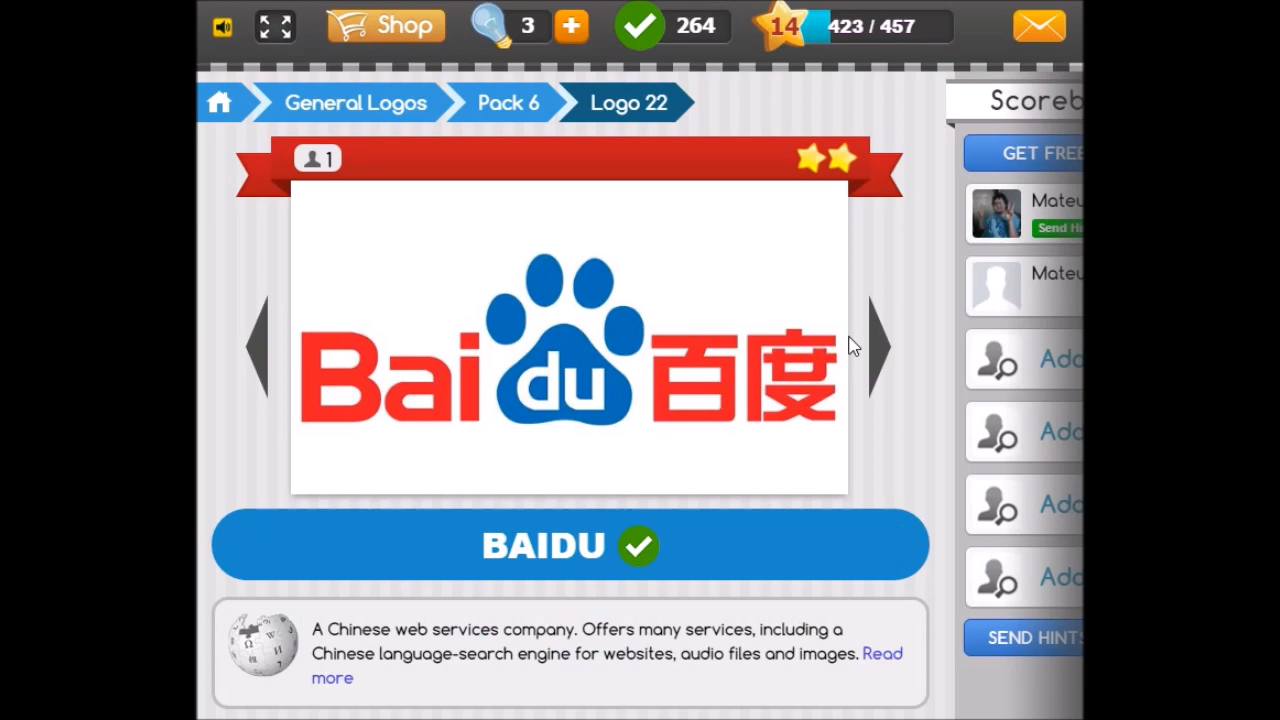 Shop
3
+
264
14
423 / 457
General Logos
Pack 6
Logo 22
Scoreb
1
GET FREE
Mateu
Send Hi
Baidu百度
Mateu
Add
Add
Add
Add
BAIDU
SEND HINTS
A Chinese web services company. Offers many services, including a
Chinese language-search engine for websites, audio files and images. Read
more